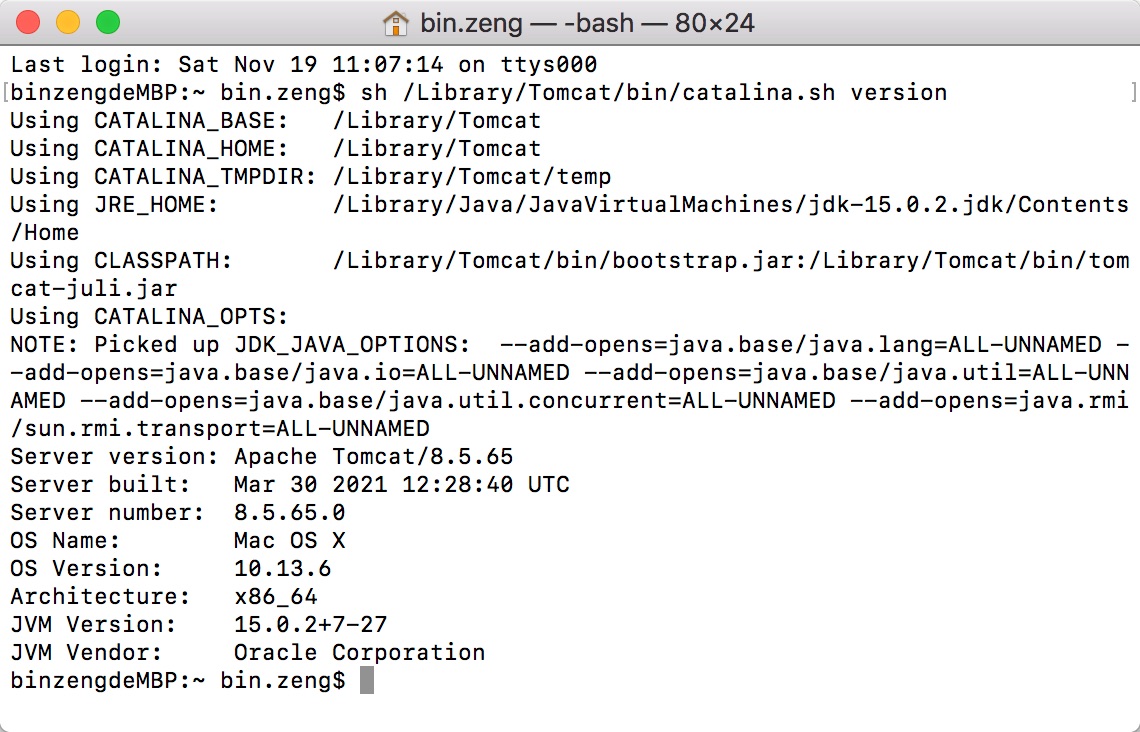 bin.zeng — -bash — 80×24
Last login: Sat Nov 19 11:07:14 on ttys000
[binzengdeMBP:~ bin.zeng$ sh /Library/Tomcat/bin/catalina.sh version ]
Using CATALINA_BASE:   /Library/Tomcat
Using CATALINA_HOME:   /Library/Tomcat
Using CATALINA_TMPDIR: /Library/Tomcat/temp
Using JRE_HOME:        /Library/Java/JavaVirtualMachines/jdk-15.0.2.jdk/Contents
/Home
Using CLASSPATH:       /Library/Tomcat/bin/bootstrap.jar:/Library/Tomcat/bin/tom
cat-juli.jar
Using CATALINA_OPTS:
NOTE: Picked up JDK_JAVA_OPTIONS:  --add-opens=java.base/java.lang=ALL-UNNAMED -
-add-opens=java.base/java.io=ALL-UNNAMED --add-opens=java.base/java.util=ALL-UNN
AMED --add-opens=java.base/java.util.concurrent=ALL-UNNAMED --add-opens=java.rmi
/sun.rmi.transport=ALL-UNNAMED
Server version: Apache Tomcat/8.5.65
Server built:   Mar 30 2021 12:28:40 UTC
Server number:  8.5.65.0
OS Name:        Mac OS X
OS Version:     10.13.6
Architecture:   x86_64
JVM Version:    15.0.2+7-27
JVM Vendor:     Oracle Corporation
binzengdeMBP:~ bin.zeng$